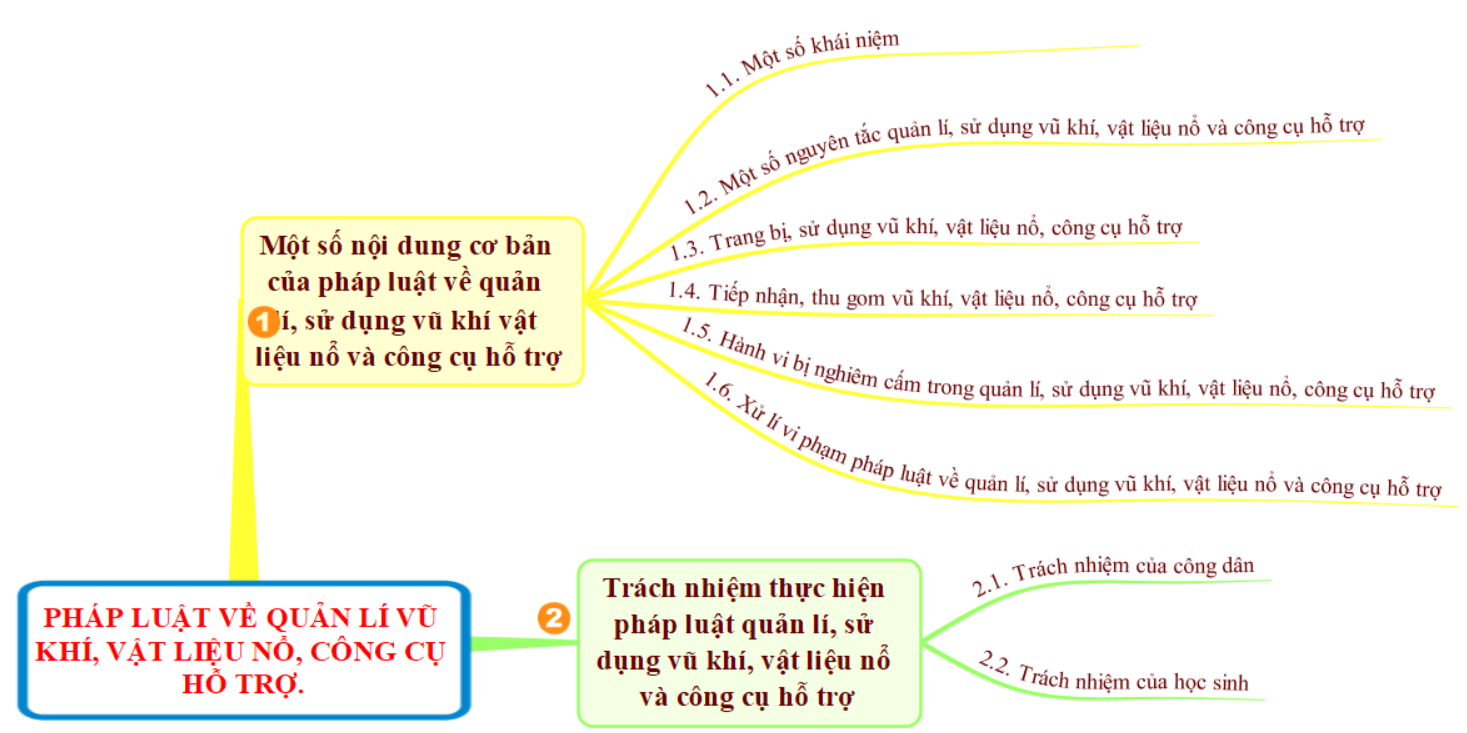 1.1. Một số khái niệm
1.2. Một số nguyên tắc quản lí, sử dụng vũ khí, vật liệu nổ và công cụ hỗ trợ
1.3. Trang bị, sử dụng vũ khí, vật liệu nổ, công cụ hỗ trợ
1.4. Tiếp nhận, thu gom vũ khí, vật liệu nổ, công cụ hỗ trợ
1.5. Hành vi bị nghiêm cấm trong quản lí, sử dụng vũ khí, vật liệu nổ, công cụ hỗ trợ
1.6. Xử lí vi phạm pháp luật về quản lí, sử dụng vũ khí, vật liệu nổ và công cụ hỗ trợ
1
Một số nội dung cơ bản
của pháp luật về quản
lí, sử dụng vũ khí vật
liệu nổ và công cụ hỗ trợ
PHÁP LUẬT VỀ QUẢN LÍ VŨ
KHÍ, VẬT LIỆU NỔ, CÔNG CỤ
HỖ TRỢ.
2
Trách nhiệm thực hiện
pháp luật quản lí, sử
dụng vũ khí, vật liệu nổ
và công cụ hỗ trợ
2.1. Trách nhiệm của công dân
2.2. Trách nhiệm của học sinh